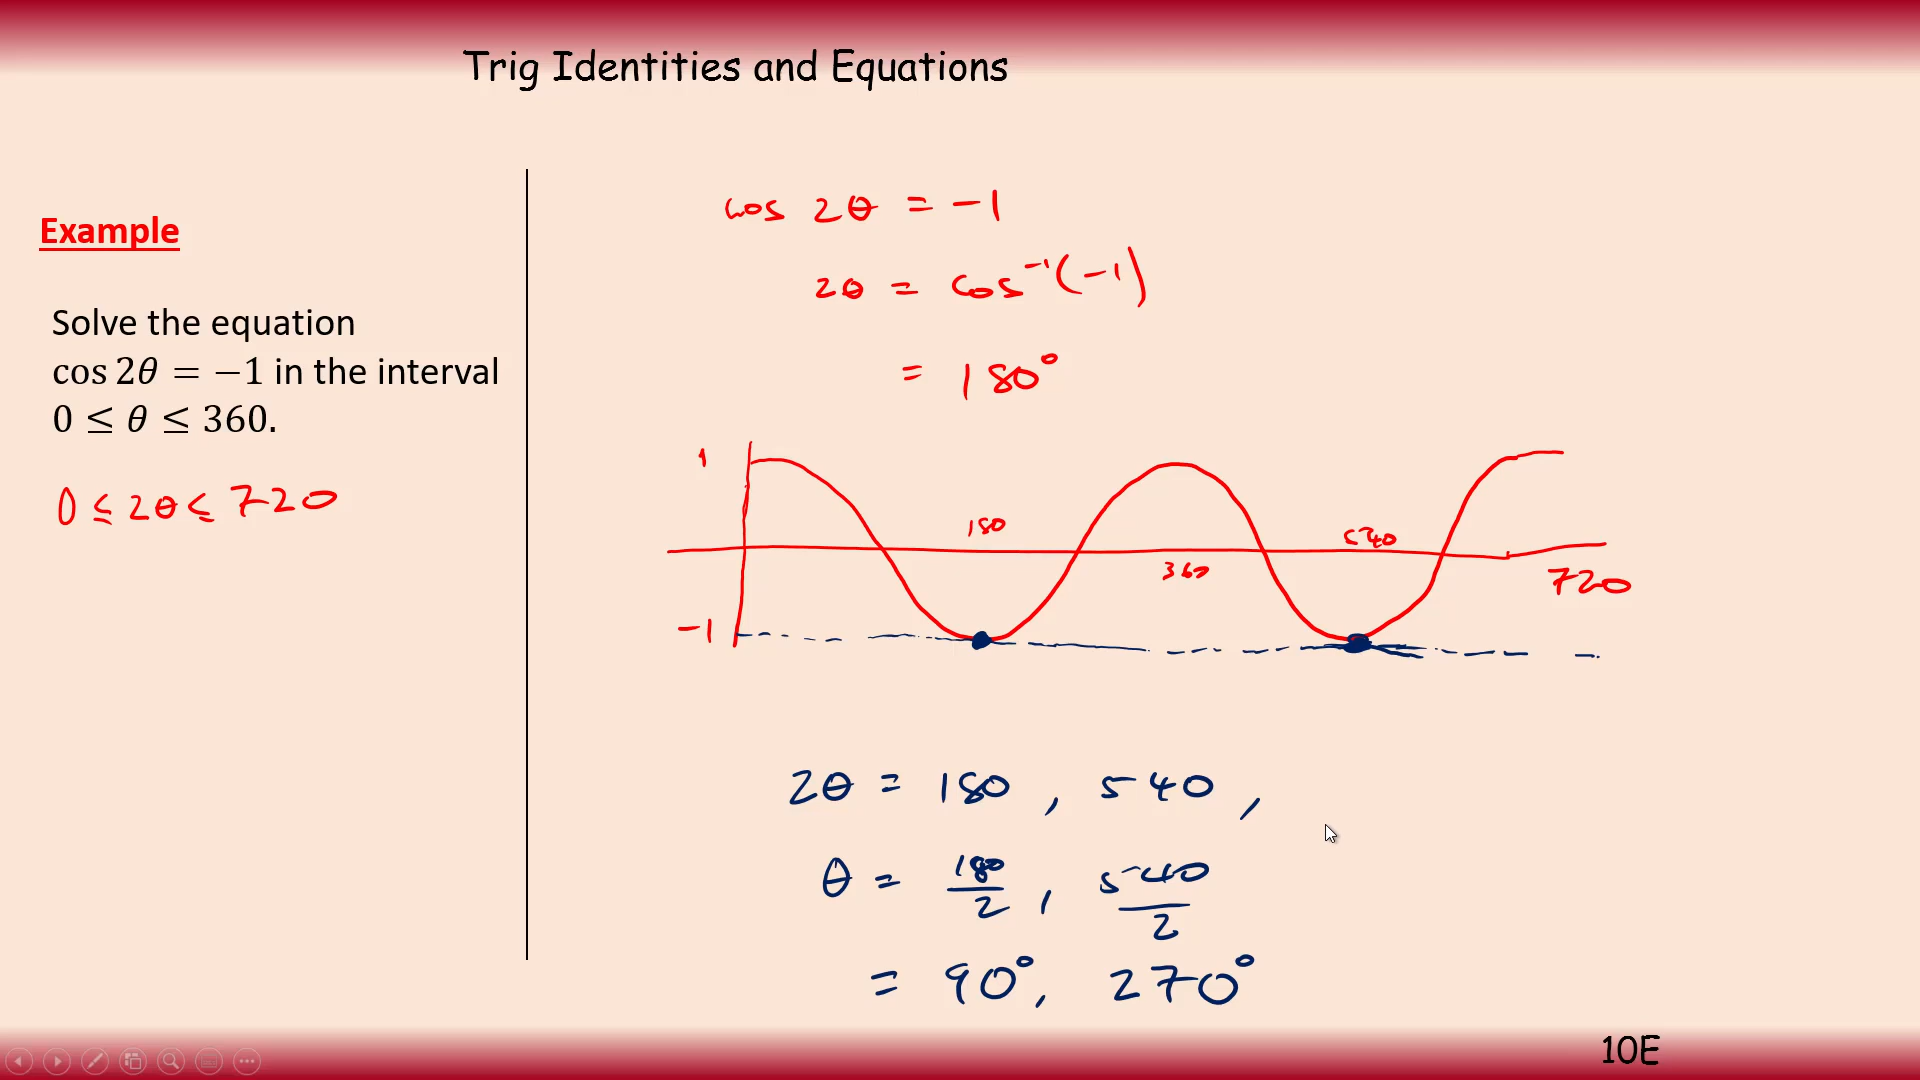 Trig Identities and Equations
Example
Solve the equation
cos 2θ = −1 in the interval
0 ≤ θ ≤ 360.
0 ≤ 2θ ≤ 720
cos 2θ = −1
2θ = cos⁻¹(−1)
= 180°
1
180
540
360
720
−1
2θ = 180 , 540 ,
θ = 180/2 , 540/2
= 90°, 270°
10E